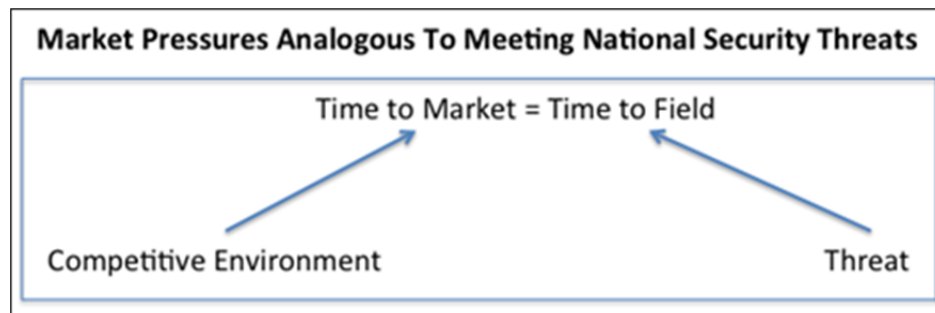 Market Pressures Analogous To Meeting National Security Threats
Time to Market = Time to Field
Competitive Environment
Threat